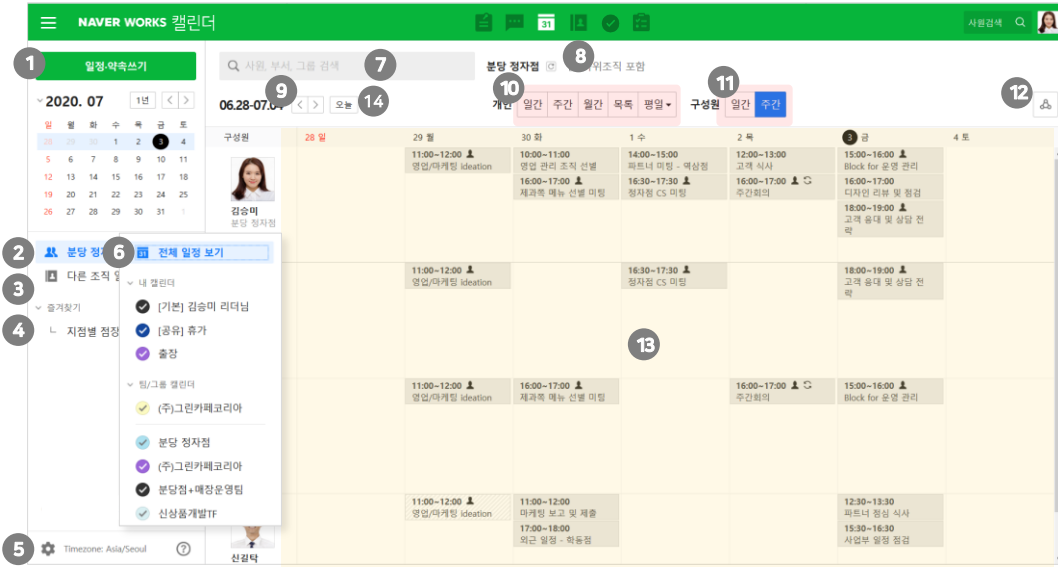 NAVER WORKS 캘린더
31
사원검색
1
일정·약속쓰기
사원, 부서, 그룹 검색
7
분당 정자점
8
위조직 포함
2020. 07
1년
9
06.28-07.04
오늘
14
10
개인
일간 주간 월간 목록 평일
구성원
11
일간 주간
12
일 월 화 수 목 금 토
28 29 30 1 2 3 4
5 6 7 8 9 10 11
12 13 14 15 16 17 18
19 20 21 22 23 24 25
26 27 28 29 30 31 1
구성원 28 일 29 월 30 화 1 수 2 목 3 금 4 토
김승미
분당 정자점
11:00~12:00
영업/마케팅 ideation
10:00~11:00
영업 관리 조직 선별
16:00~17:00
제과쪽 메뉴 선별 미팅
14:00~15:00
파트너 미팅 - 역삼점
16:30~17:30
정자점 CS 미팅
12:00~13:00
고객 식사
16:00~17:00
주간회의
15:00~16:00
Block for 운영 관리
16:00~17:00
디자인 리뷰 및 점검
18:00~19:00
고객 응대 및 상담 전
략
2
분당 정
3
다른 조직 일
즐겨찾기
4
지점별 점장
6
31
전체 일정 보기
내 캘린더
[기본] 김승미 리더님
[공유] 휴가
출장
팀/그룹 캘린더
(주)그린카페코리아
분당 정자점
(주)그린카페코리아
분당점+매장운영팀
신상품개발TF
11:00~12:00
영업/마케팅 ideation
16:30~17:30
정자점 CS 미팅
18:00~19:00
고객 응대 및 상담 전
략
13
11:00~12:00
영업/마케팅 ideation
16:00~17:00
제과쪽 메뉴 선별 미팅
16:00~17:00
주간회의
15:00~16:00
Block for 운영 관리
11:00~12:00
영업/마케팅 ideation
11:00~12:00
마케팅 보고 및 제출
17:00~18:00
외근 일정 - 학동점
12:30~13:30
파트너 점심 식사
15:30~16:30
사업부 일정 점검
5
Timezone: Asia/Seoul
?
신길탁